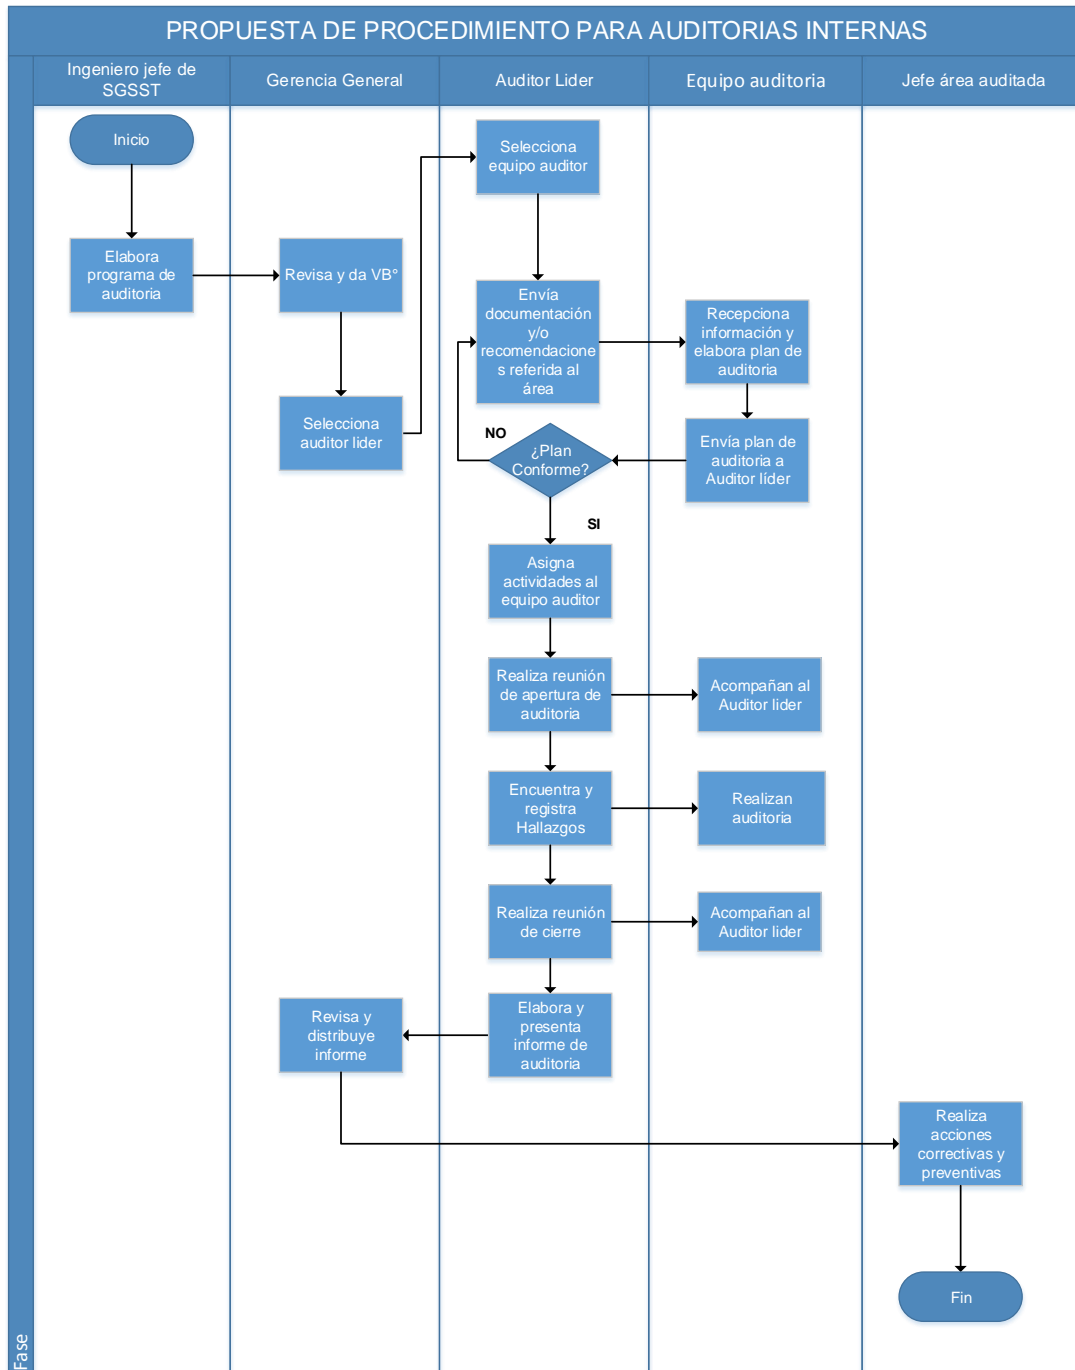 PROPUESTA DE PROCEDIMIENTO PARA AUDITORIAS INTERNAS
Ingeniero jefe de
SGSST
Gerencia General
Auditor Lider
Equipo auditoria
Jefe área auditada
Inicio
Selecciona
equipo auditor
Elabora
programa de
auditoria
Revisa y da VB°
Envía
documentación
y/o
recomendacione
s referida al
área
Recepciona
información y
elabora plan de
auditoria
Selecciona
auditor lider
NO
¿Plan
Conforme?
Envía plan de
auditoria a
Auditor líder
SI
Asigna
actividades al
equipo auditor
Realiza reunión
de apertura de
auditoria
Acompañan al
Auditor lider
Encuentra y
registra
Hallazgos
Realizan
auditoria
Realiza reunión
de cierre
Acompañan al
Auditor lider
Revisa y
distribuye
informe
Elabora y
presenta
informe de
auditoria
Realiza
acciones
correctivas y
preventivas
Fin
Fase